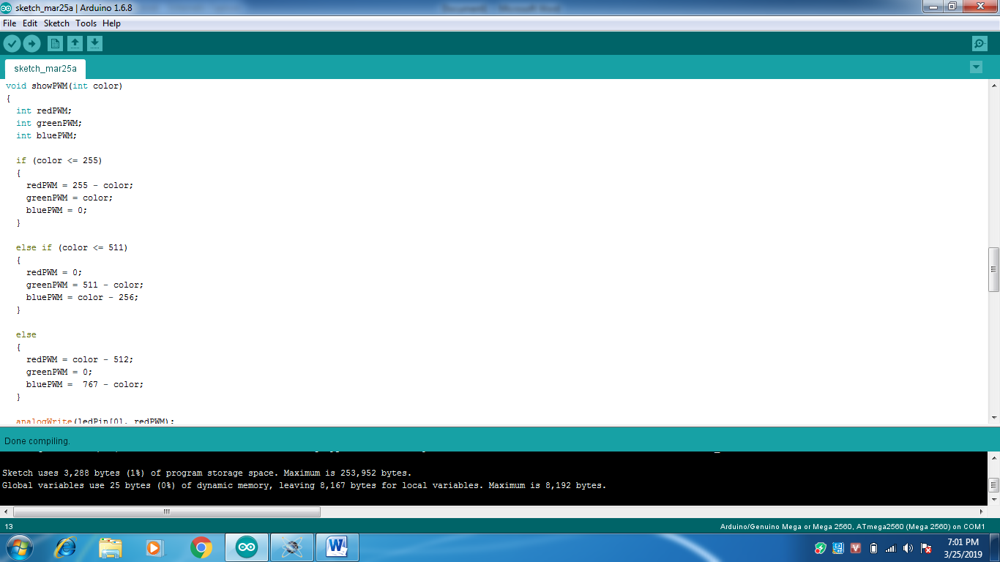 sketch_mar25a | Arduino 1.6.8
File Edit Sketch Tools Help
sketch_mar25a
void showPWM(int color)
{
  int redPWM;
  int greenPWM;
  int bluePWM;
  if (color <= 255)
  {
    redPWM = 255 - color;
    greenPWM = color;
    bluePWM = 0;
  }
  else if (color <= 511)
  {
    redPWM = 0;
    greenPWM = 511 - color;
    bluePWM = color - 256;
  }
  else
  {
    redPWM = color - 512;
    greenPWM = 0;
    bluePWM =  767 - color;
  }
  analogWrite(ledPin[0], redPWM);
Done compiling.
Sketch uses 3,288 bytes (1%) of program storage space. Maximum is 253,952 bytes.
Global variables use 25 bytes (0%) of dynamic memory, leaving 8,167 bytes for local variables. Maximum is 8,192 bytes.
13
Arduino/Genuino Mega or Mega 2560, ATmega2560 (Mega 2560) on COM1
7:01 PM
3/25/2019